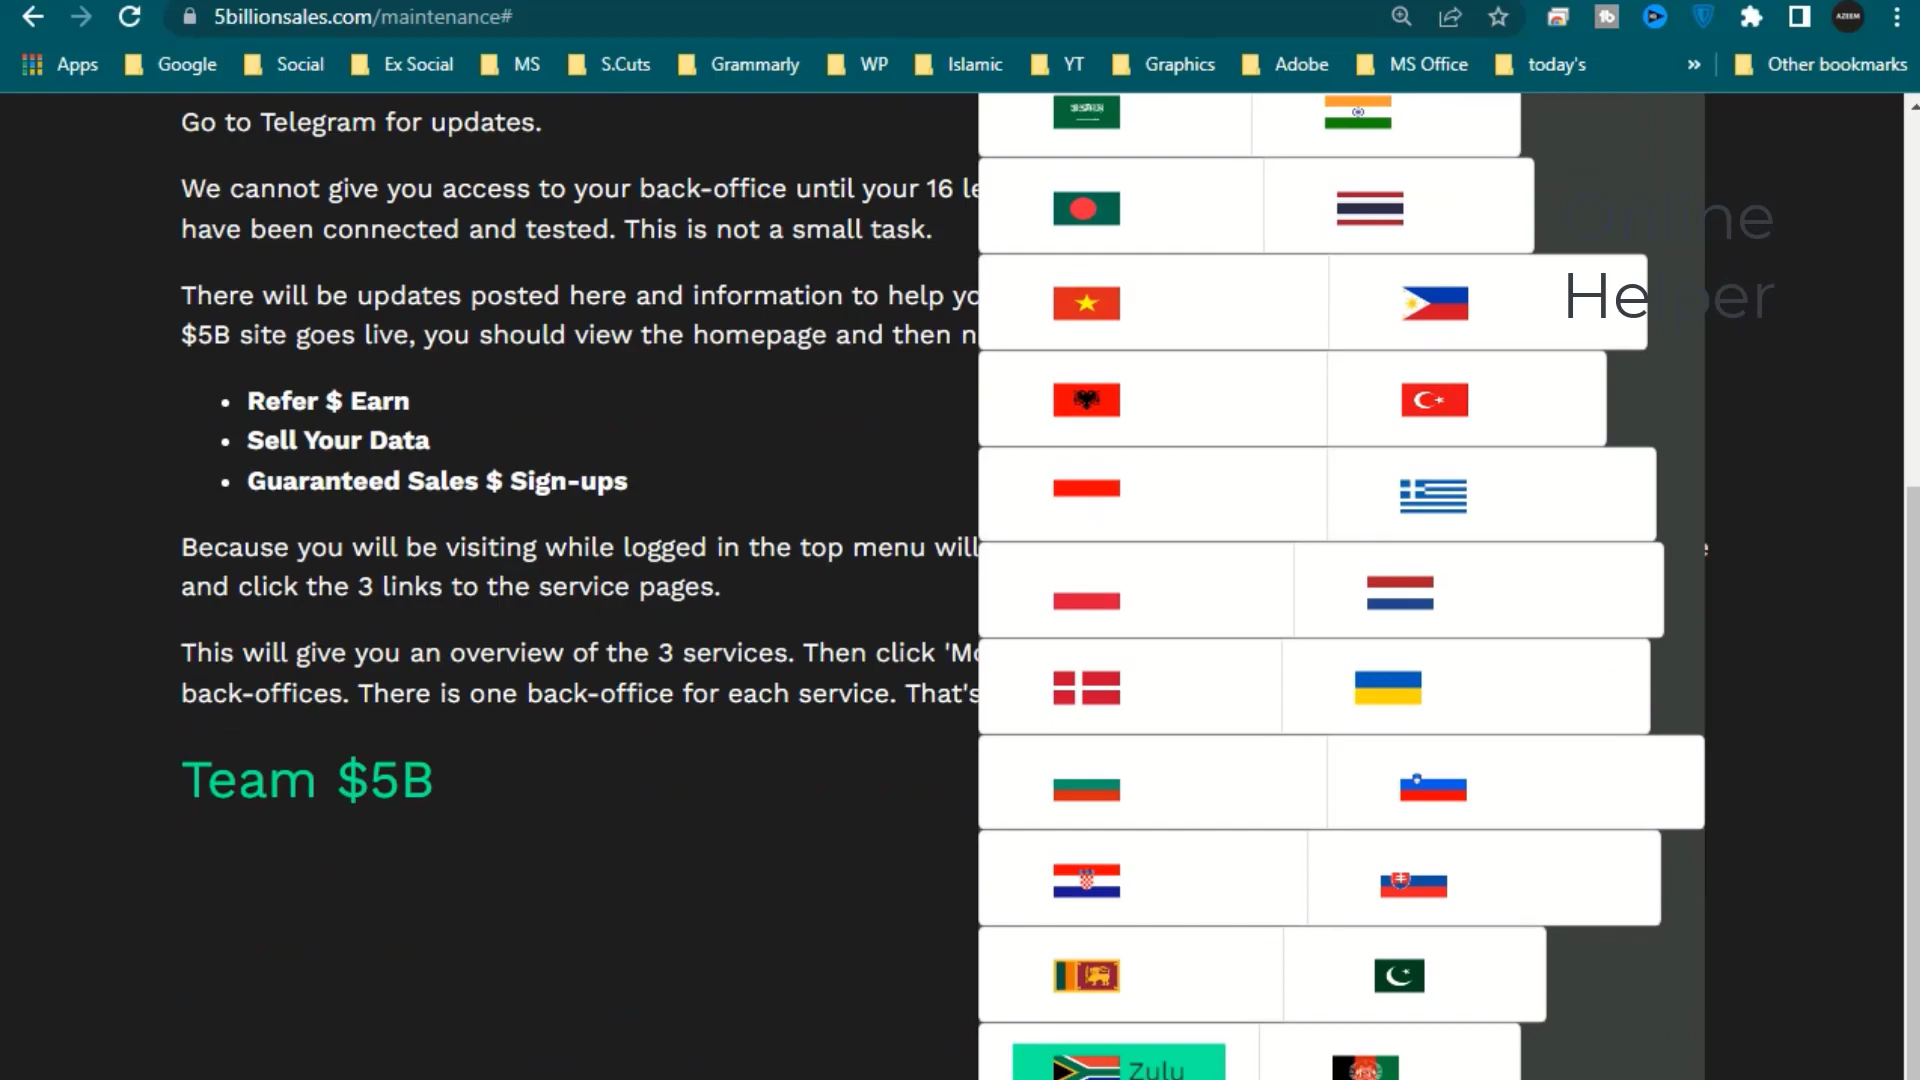 5billionsales.com/maintenance#
Apps Google Social Ex Social MS S.Cuts Grammarly WP Islamic YT Graphics Adobe MS Office today's » Other bookmarks
Go to Telegram for updates.
We cannot give you access to your back-office until your 16 le
have been connected and tested. This is not a small task.
There will be updates posted here and information to help yo
$5B site goes live, you should view the homepage and then n
• Refer $ Earn
• Sell Your Data
• Guaranteed Sales $ Sign-ups
Because you will be visiting while logged in the top menu will
and click the 3 links to the service pages.
This will give you an overview of the 3 services. Then click 'Mo
back-offices. There is one back-office for each service. That's
Team $5B
Online
Helper
Zulu